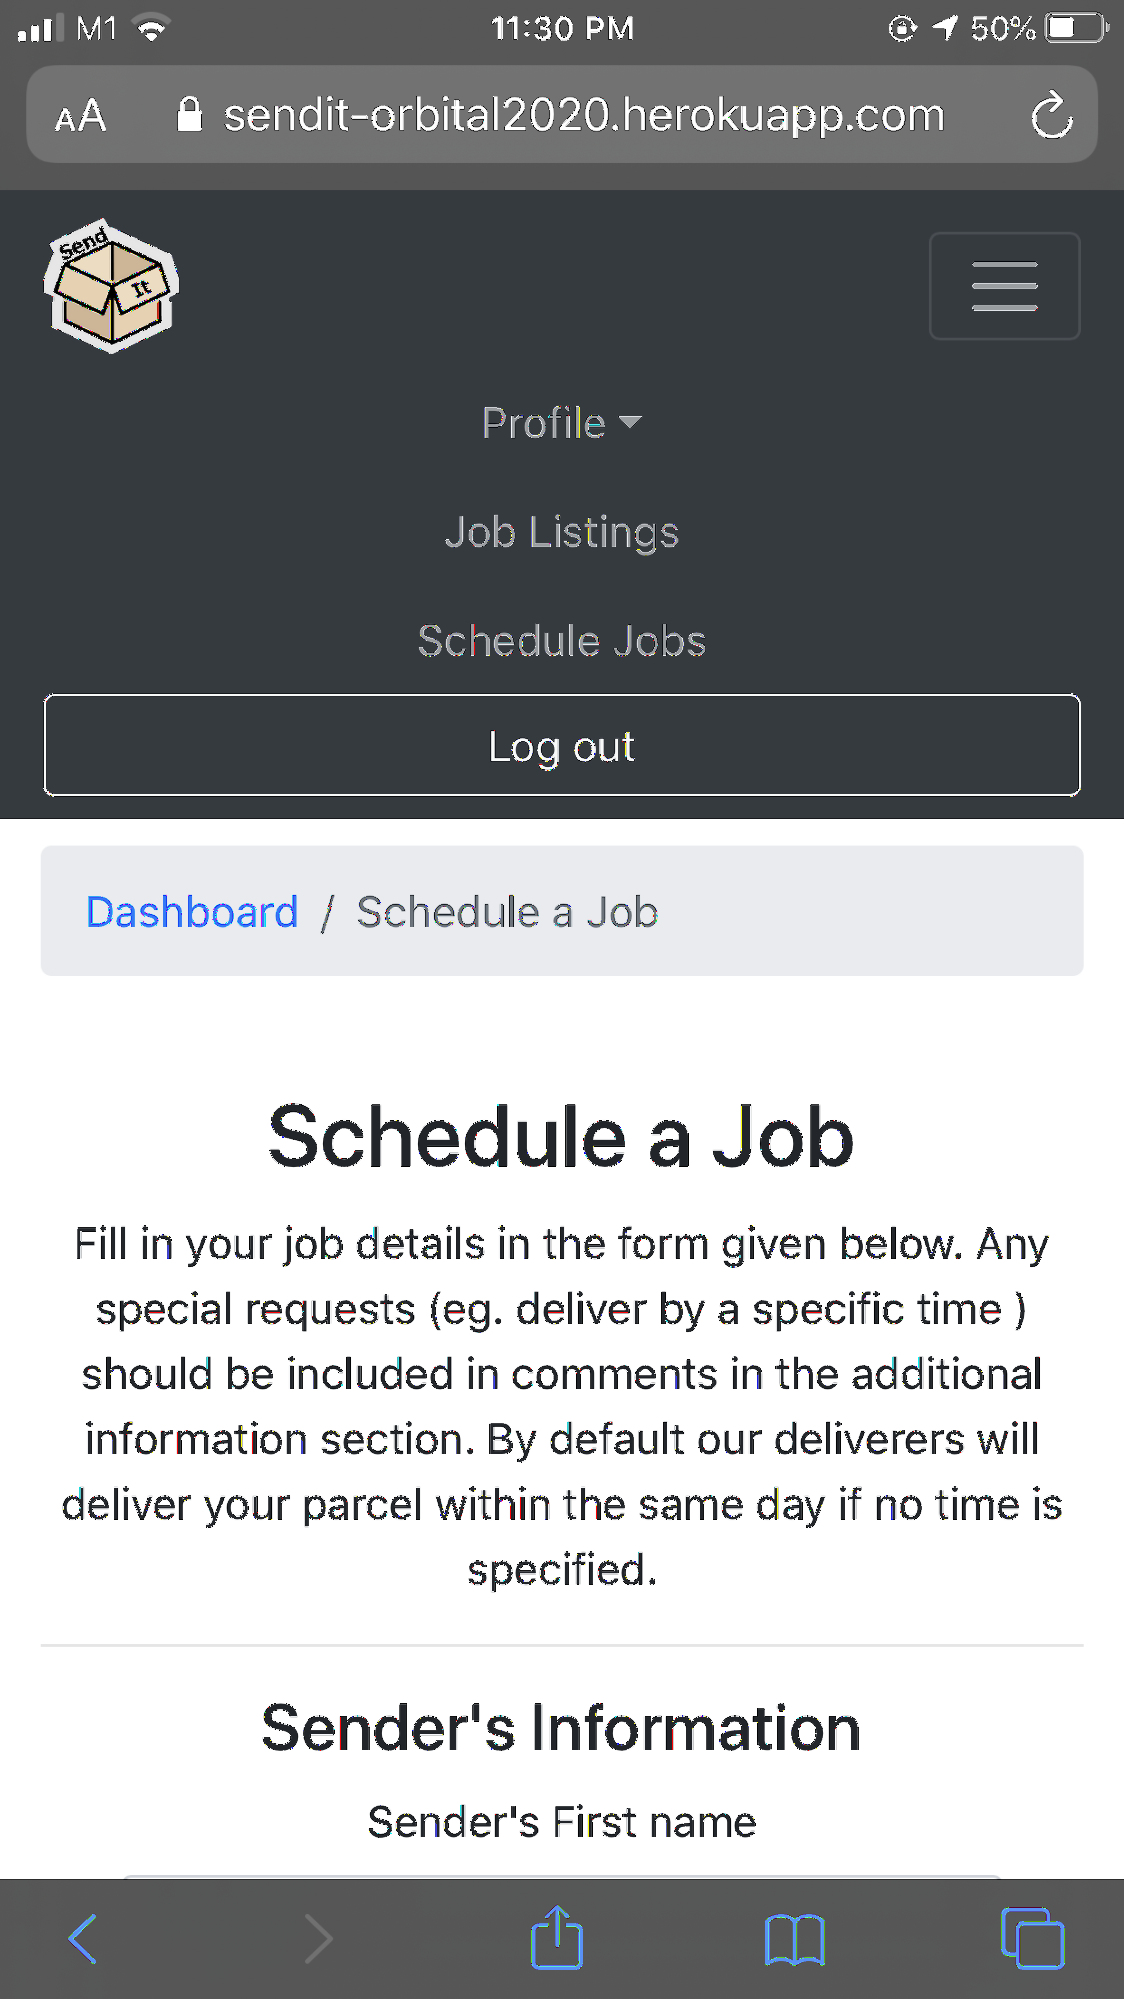 M1 11:30 PM 50%
AA sendit-orbital2020.herokuapp.com
Send
It
Profile
Job Listings
Schedule Jobs
Log out
Dashboard / Schedule a Job
Schedule a Job
Fill in your job details in the form given below. Any
special requests (eg. deliver by a specific time )
should be included in comments in the additional
information section. By default our deliverers will
deliver your parcel within the same day if no time is
specified.
Sender's Information
Sender's First name